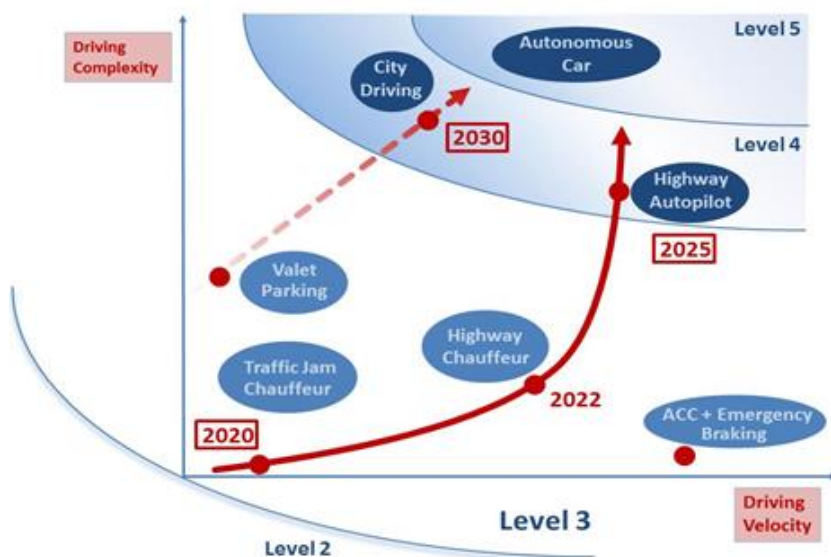 Driving
Complexity
Level 5
Autonomous
Car
City
Driving
2030
Level 4
Highway
Autopilot
2025
Valet
Parking
Highway
Chauffeur
Traffic Jam
Chauffeur
2022
ACC + Emergency
Braking
2020
Driving
Velocity
Level 3
Level 2